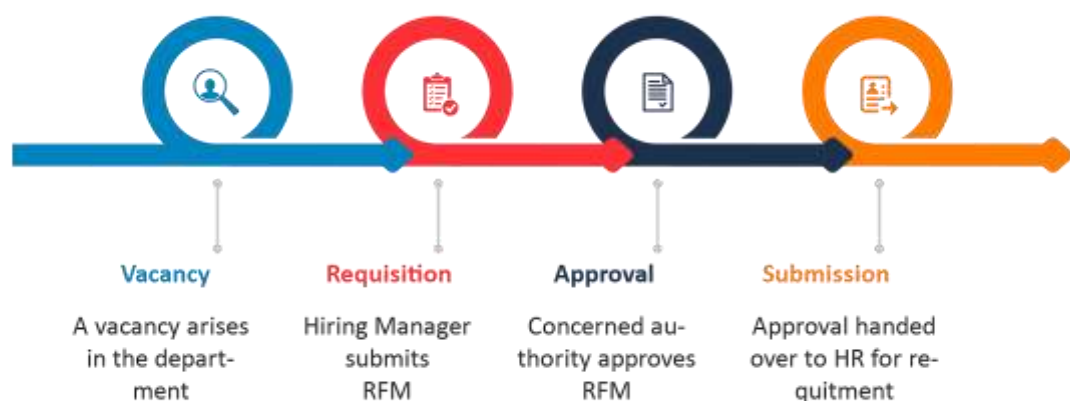 Vacancy
A vacancy arises
in the depart-
ment
Requisition
Hiring Manager
submits
RFM
Approval
Concerned au-
thority approves
RFM
Submission
Approval handed
over to HR for re-
quitment